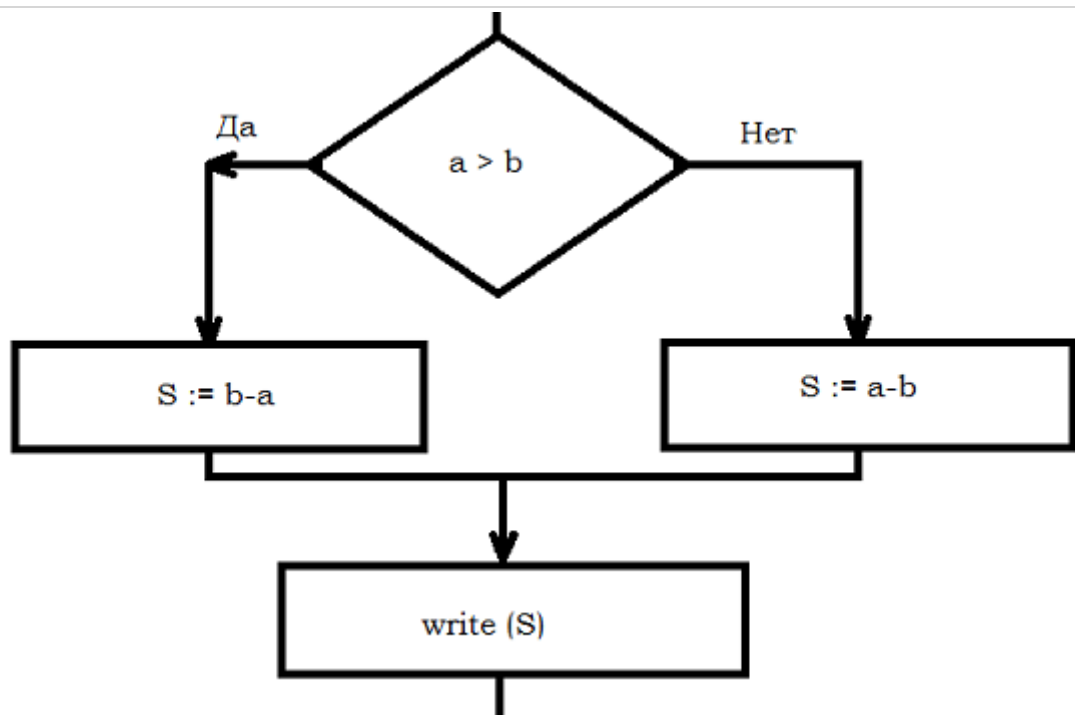 Да
Нет
a > b
S := b-a
S := a-b
write (S)